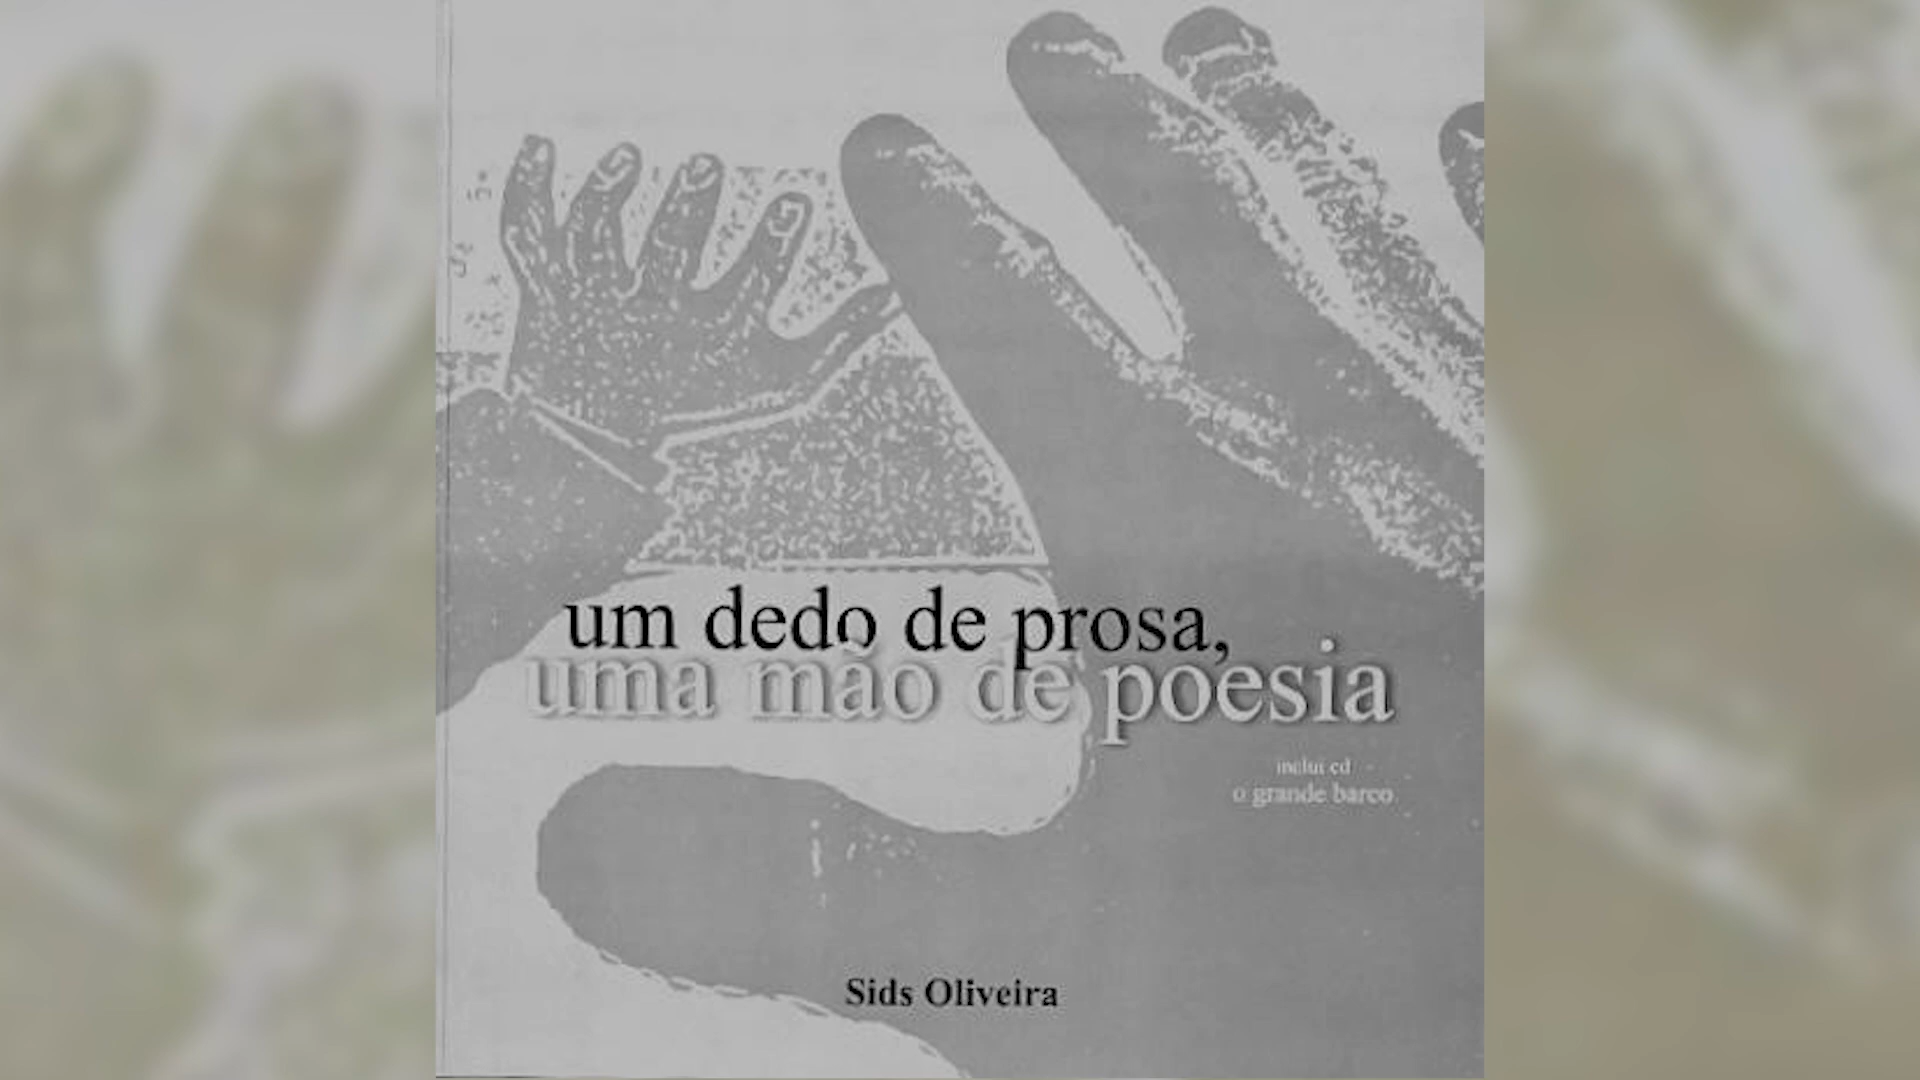 um dedo de prosa,
uma mão de poesia
inclui cd
o grande barco
Sids Oliveira